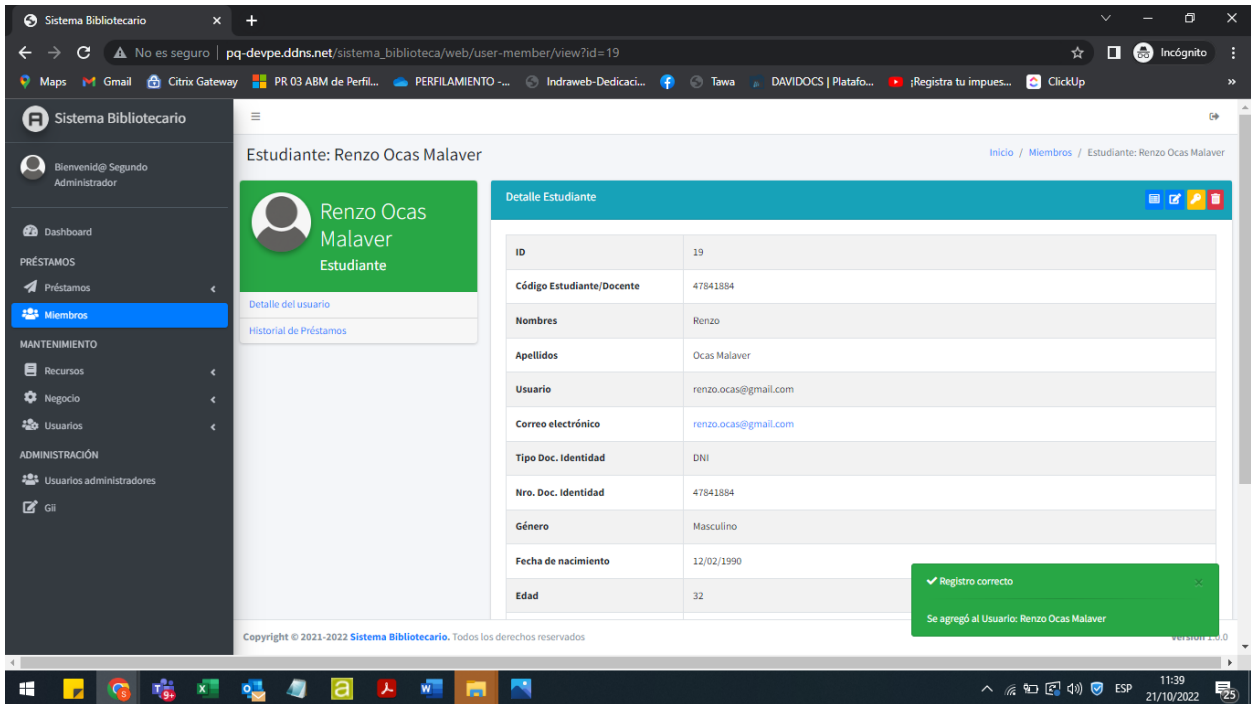 Sistema Bibliotecario
No es seguro
pq-devpe.ddns.net/sistema_biblioteca/web/user-member/view?id=19
Incógnito
Maps
Gmail
Citrix Gateway
PR 03 ABM de Perfil...
PERFILAMIENTO -...
Indraweb-Dedicaci...
Tawa
DAVIDOCS | Platafo...
¡Registra tu impues...
ClickUp
»
Sistema Bibliotecario
Bienvenid@ Segundo
Administrador
Dashboard
PRÉSTAMOS
Préstamos
Miembros
MANTENIMIENTO
Recursos
Negocio
Usuarios
ADMINISTRACIÓN
Usuarios administradores
Gii
Estudiante: Renzo Ocas Malaver
Inicio / Miembros / Estudiante: Renzo Ocas Malaver
Renzo Ocas
Malaver
Estudiante
Detalle del usuario
Historial de Préstamos
Detalle Estudiante
ID 19
Código Estudiante/Docente 47841884
Nombres Renzo
Apellidos Ocas Malaver
Usuario renzo.ocas@gmail.com
Correo electrónico renzo.ocas@gmail.com
Tipo Doc. Identidad DNI
Nro. Doc. Identidad 47841884
Género Masculino
Fecha de nacimiento 12/02/1990
Edad 32
Registro correcto
×
Se agregó al Usuario: Renzo Ocas Malaver
Copyright © 2021-2022 Sistema Bibliotecario. Todos los derechos reservados
Version 1.0.0
9+
ESP
11:39
21/10/2022
25